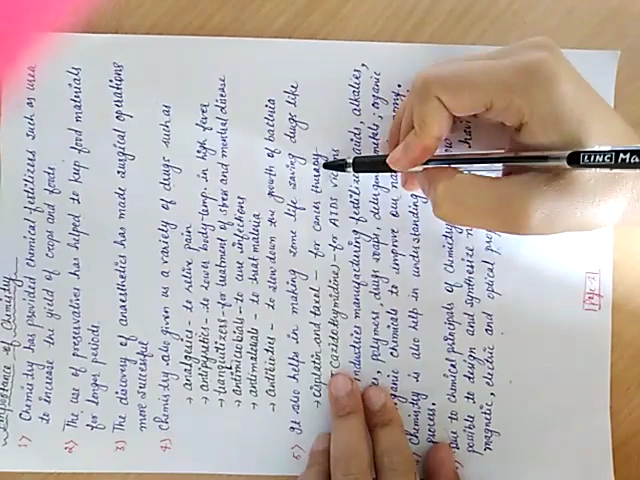 Importance of Chemistry
1) Chemistry has provided chemical fertilizers such as urea
to increase the yield of crops and foods
2) The use of preservatives has helped to keep food materials
for longer periods.
3) The discovery of anaesthetics has made surgical operations
more successful
4) Chemistry also given us a variety of drugs such as
→ analgesics - to relive pain
→ antipyretics - to lower body temp. in high fever
→ tranquilizers - for treatment of stress and mental disease
→ antimicrobials - to cure infections
→ antimalarials - to treat malaria
→ Antibiotics - to slow down the growth of bacteria
5) It also helps in making some life saving drugs like
→ cisplatin and taxol - for cancer therapy
(azidothymidine) - for AIDS
industries manufacturing fertilizers, acids, alkalies,
polymers, drugs, soaps, detergents, metals; organic
chemicals to improve our
Chemistry is also help in understanding
process.
Due to chemical principals of Chemistry
possible to design and synthesize
magnetic, electric and optical
Page-2
LINC Ma